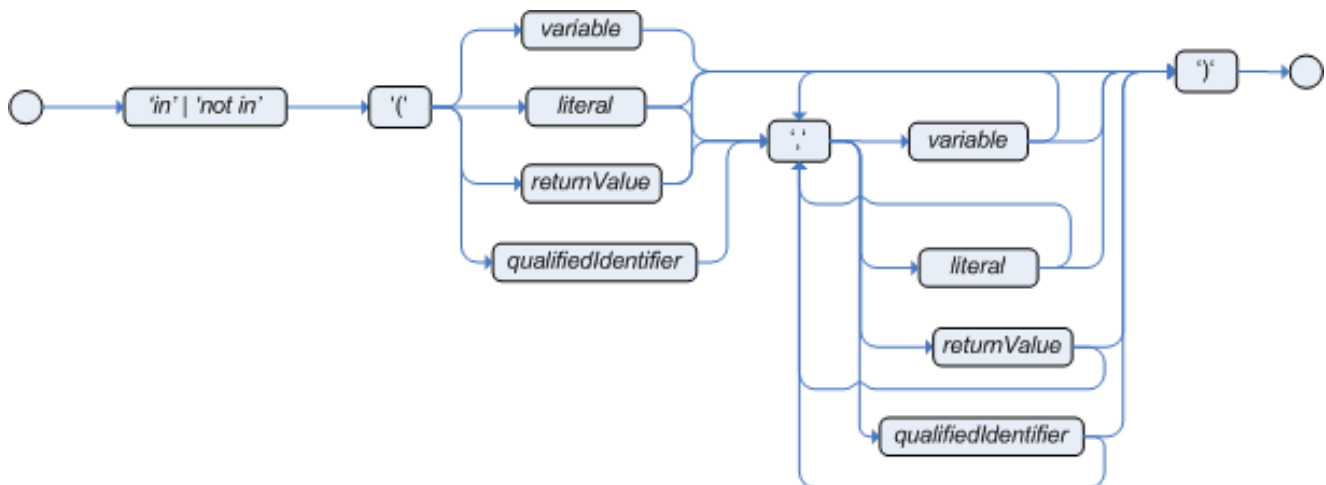 variable
‘in’ | ‘not in’
'('
literal
returnValue
qualifiedIdentifier
‘,’
variable
literal
returnValue
qualifiedIdentifier
‘)‘